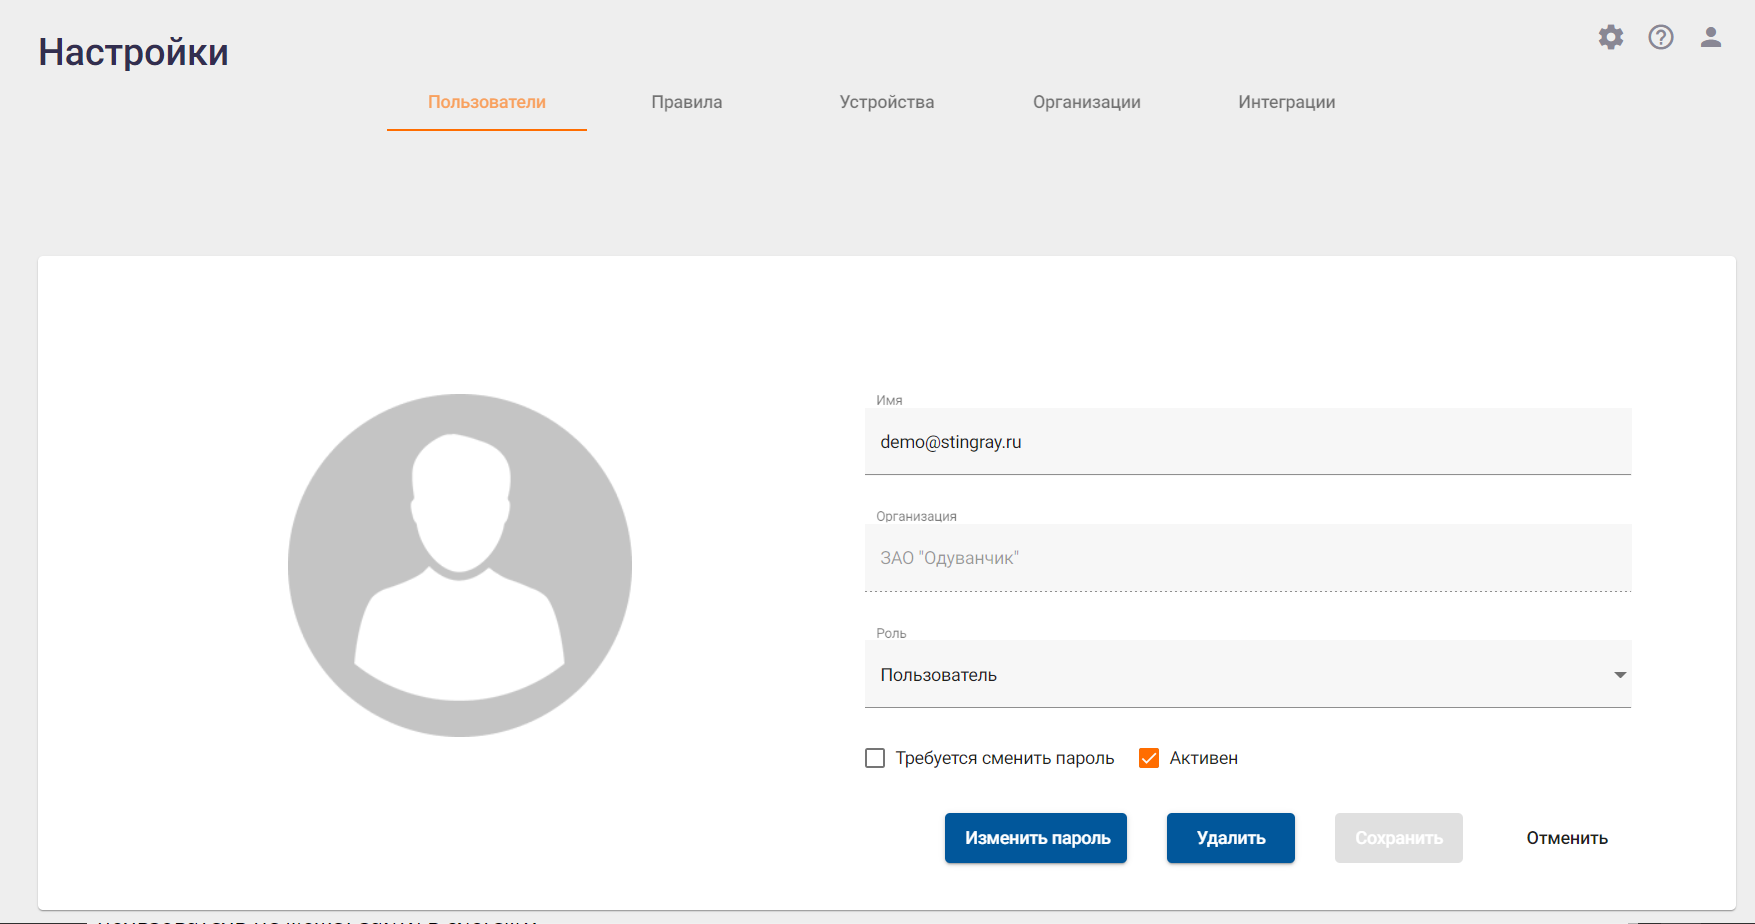 Настройки
Пользователи Правила Устройства Организации Интеграции
Имя
demo@stingray.ru
Организация
ЗАО "Одуванчик"
Роль
Пользователь
Требуется сменить пароль Активен
Изменить пароль Удалить Сохранить Отменить